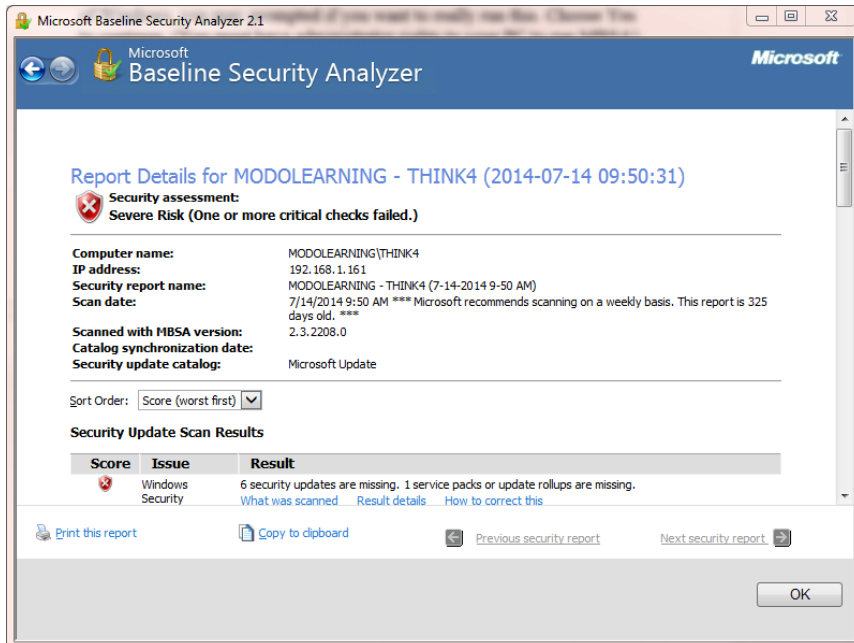 Microsoft Baseline Security Analyzer 2.1
Microsoft
Baseline Security Analyzer
Microsoft
Report Details for MODOLEARNING - THINK4 (2014-07-14 09:50:31)
Security assessment:
Severe Risk (One or more critical checks failed.)
Computer name: MODOLEARNING\THINK4
IP address: 192.168.1.161
Security report name: MODOLEARNING - THINK4 (7-14-2014 9-50 AM)
Scan date: 7/14/2014 9:50 AM *** Microsoft recommends scanning on a weekly basis. This report is 325
days old. ***
Scanned with MBSA version: 2.3.2208.0
Catalog synchronization date:
Security update catalog: Microsoft Update
Sort Order: Score (worst first)
Security Update Scan Results
Score Issue Result
Windows 6 security updates are missing. 1 service packs or update rollups are missing.
Security What was scanned Result details How to correct this
Print this report Copy to clipboard Previous security report Next security report
OK